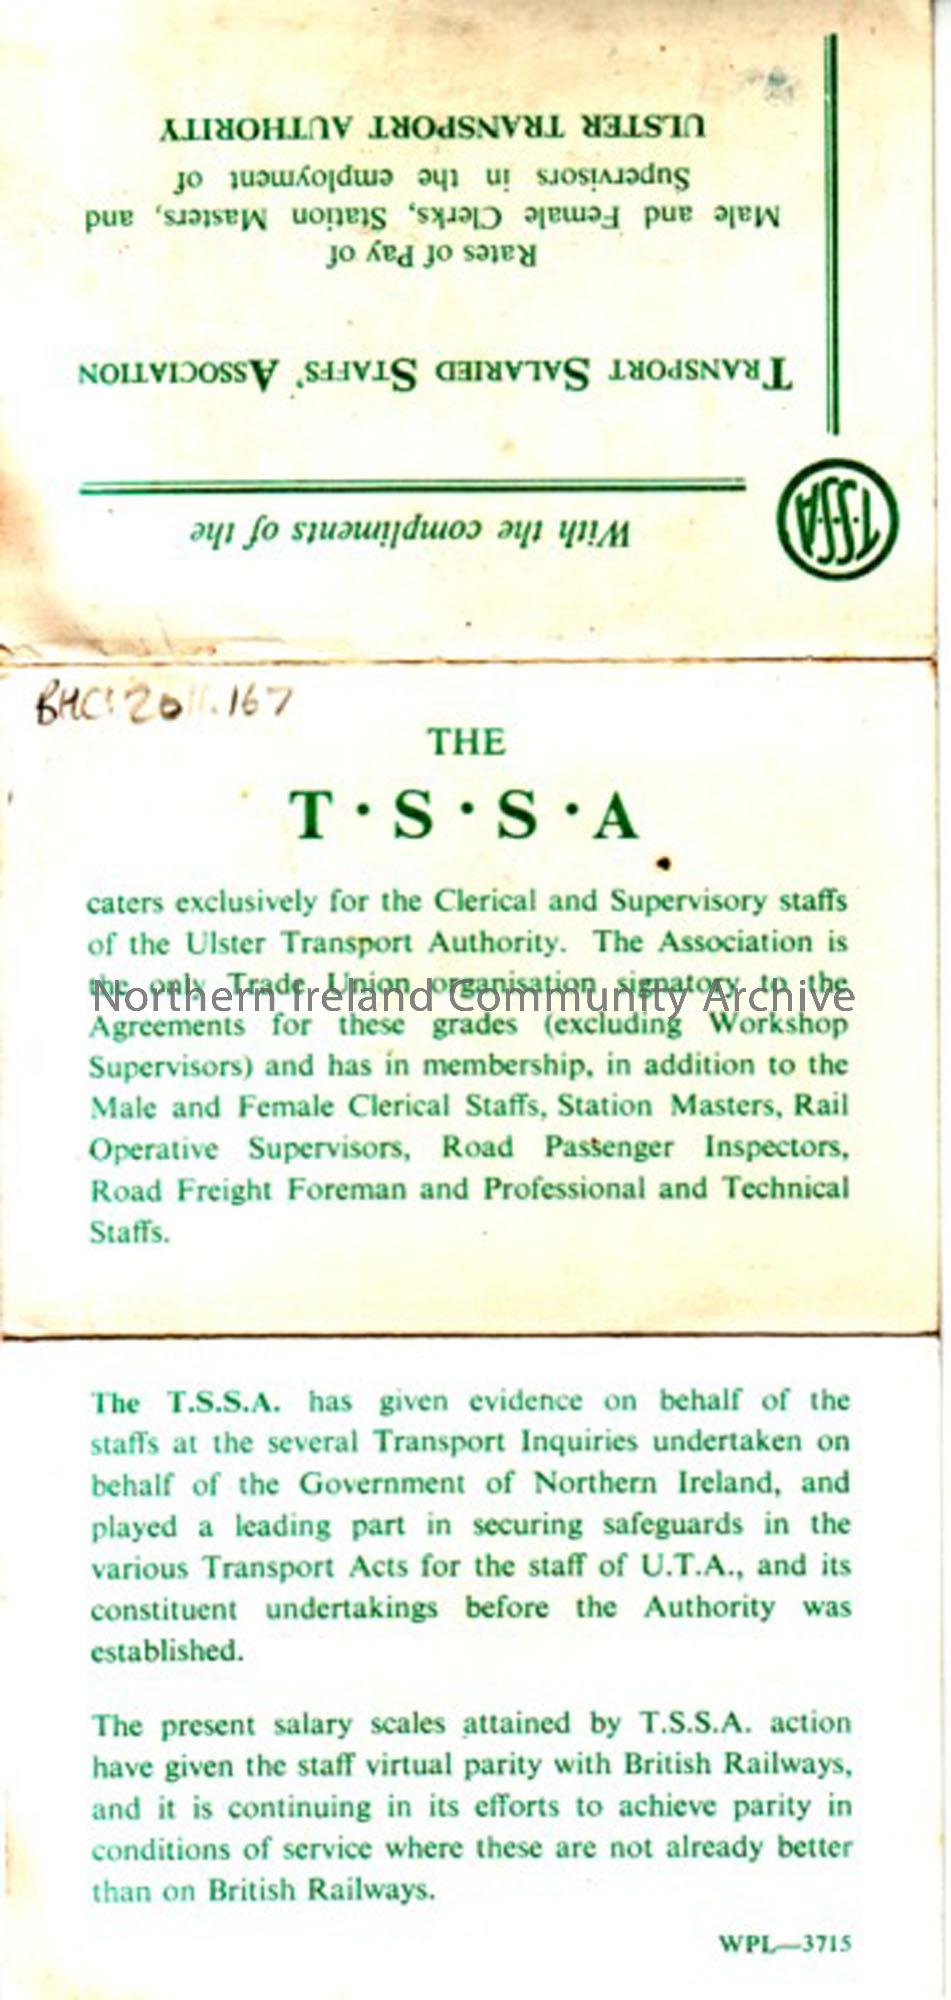 With the compliments of the
T·S·S·A
TRANSPORT SALARIED STAFFS' ASSOCIATION
Rates of Pay of
Male and Female Clerks, Station Masters, and
Supervisors in the employment of
ULSTER TRANSPORT AUTHORITY
BHC:2011.167
THE
T·S·S·A
caters exclusively for the Clerical and Supervisory staffs
of the Ulster Transport Authority. The Association is
the only Trade Union organisation signatory to the
Northern Ireland Community Archive
Agreements for these grades (excluding Workshop
Supervisors) and has in membership, in addition to the
Male and Female Clerical Staffs, Station Masters, Rail
Operative Supervisors, Road Passenger Inspectors,
Road Freight Foreman and Professional and Technical
Staffs.
The T.S.S.A. has given evidence on behalf of the
staffs at the several Transport Inquiries undertaken on
behalf of the Government of Northern Ireland, and
played a leading part in securing safeguards in the
various Transport Acts for the staff of U.T.A., and its
constituent undertakings before the Authority was
established.
The present salary scales attained by T.S.S.A. action
have given the staff virtual parity with British Railways,
and it is continuing in its efforts to achieve parity in
conditions of service where these are not already better
than on British Railways.
WPL—3715